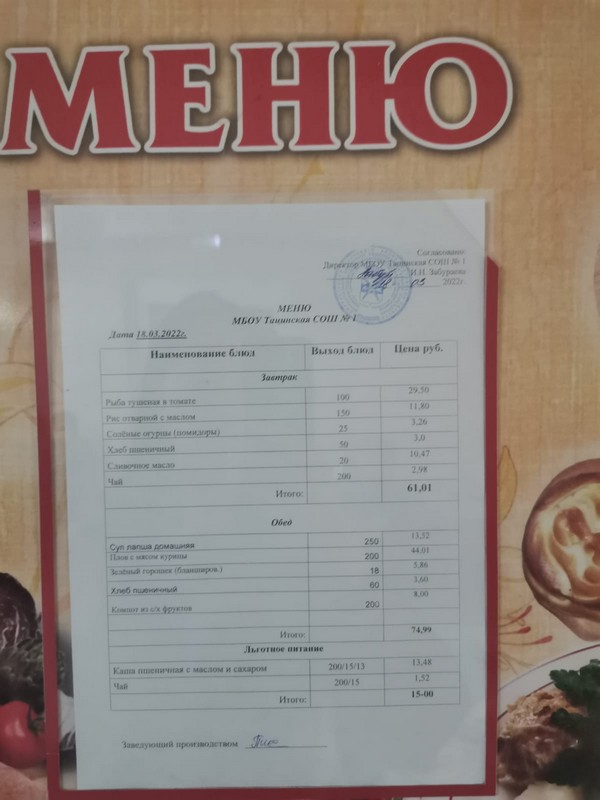 МЕНЮ
Согласовано:
Директор МБОУ Тацинская СОШ № 1
И.Н. Забураева
03 2022г.
МЕНЮ
МБОУ Тацинская СОШ № 1
Дата 18.03.2022г.
Наименование блюд Выход блюд Цена руб.
Завтрак
Рыба тушеная в томате 100 29,50
Рис отварной с маслом 150 11,80
Солёные огурцы (помидоры) 25 3,26
Хлеб пшеничный 50 3,0
Сливочное масло 20 10,47
Чай 200 2,98
Итого: 61,01
Обед
Суп лапша домашняя 250 13,52
Плов с мясом курицы 200 44,01
Зелёный горошек (бланширов.) 18 5,86
Хлеб пшеничный 60 3,60
Компот из с/х фруктов 200 8,00
Итого: 74,99
Льготное питание
Каша пшеничная с маслом и сахаром 200/15/13 13,48
Чай 200/15 1,52
Итого: 15-00
Заведующий производством